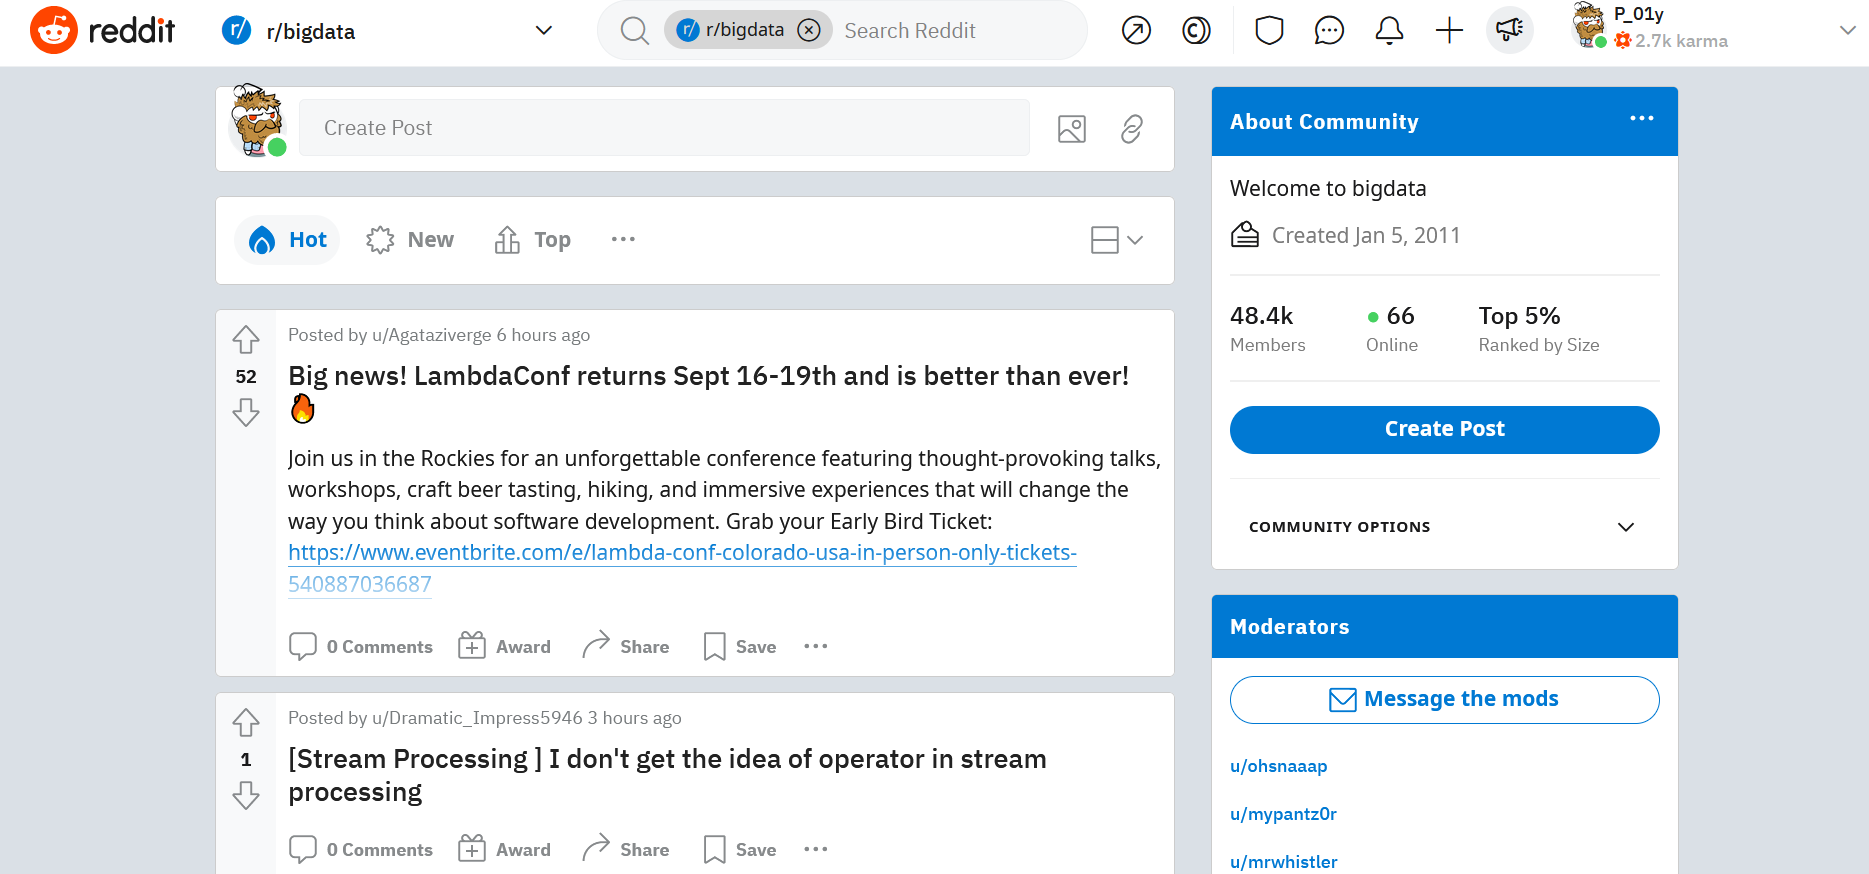 reddit
r/ r/bigdata
r/ r/bigdata Search Reddit
P_01y
2.7k karma
Create Post
Hot New Top
Posted by u/Agataziverge 6 hours ago
52
Big news! LambdaConf returns Sept 16-19th and is better than ever!
🔥
Join us in the Rockies for an unforgettable conference featuring thought-provoking talks,
workshops, craft beer tasting, hiking, and immersive experiences that will change the
way you think about software development. Grab your Early Bird Ticket:
https://www.eventbrite.com/e/lambda-conf-colorado-usa-in-person-only-tickets-
540887036687
0 Comments Award Share Save
Posted by u/Dramatic_Impress5946 3 hours ago
1
[Stream Processing ] I don't get the idea of operator in stream
processing
0 Comments Award Share Save
About Community
Welcome to bigdata
Created Jan 5, 2011
48.4k 66 Top 5%
Members Online Ranked by Size
Create Post
COMMUNITY OPTIONS
Moderators
Message the mods
u/ohsnaaap
u/mypantz0r
u/mrwhistler